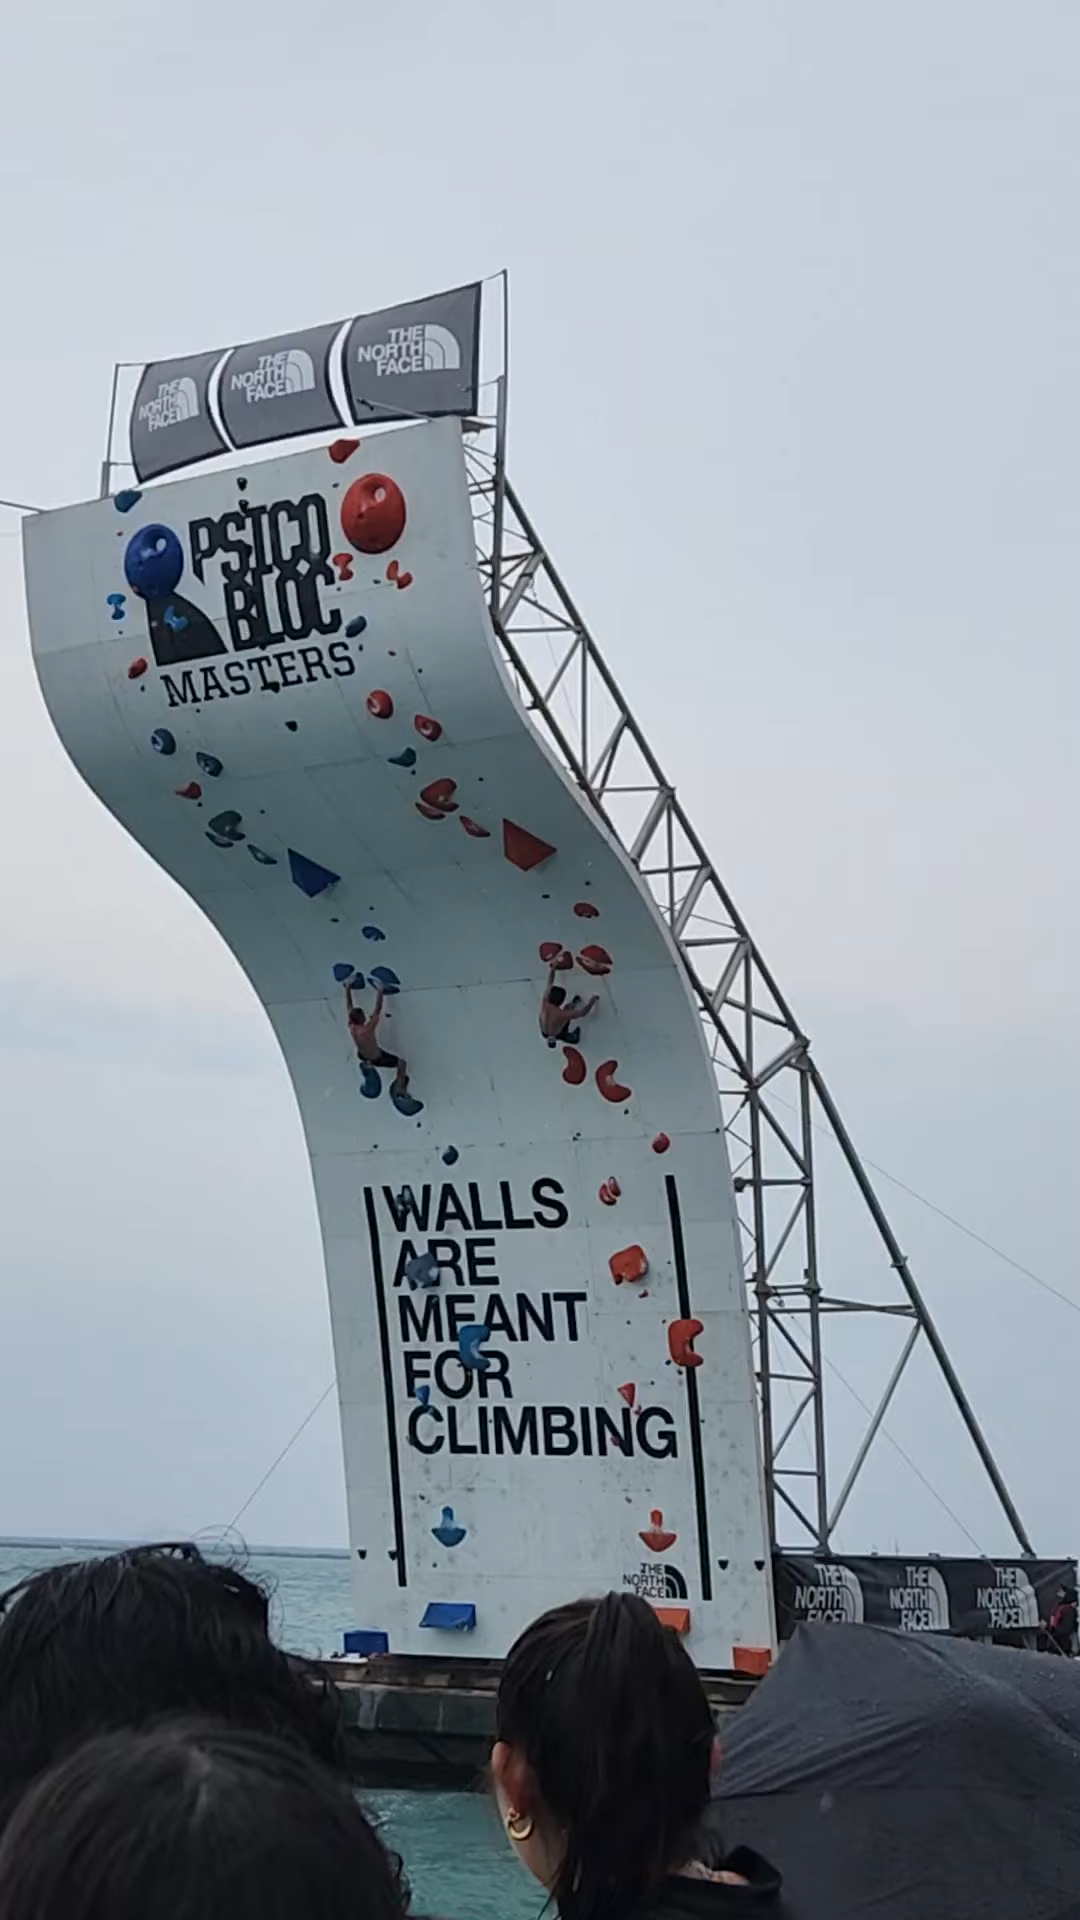 THE
NORTH
FACE
THE
NORTH
FACE
THE
NORTH
FACE
PSICO
BLOC
MASTERS
WALLS
ARE
MEANT
FOR
CLIMBING
THE
NORTH
FACE
THE
NORTH
FACE
THE
NORTH
FACE
THE
NORTH
FACE